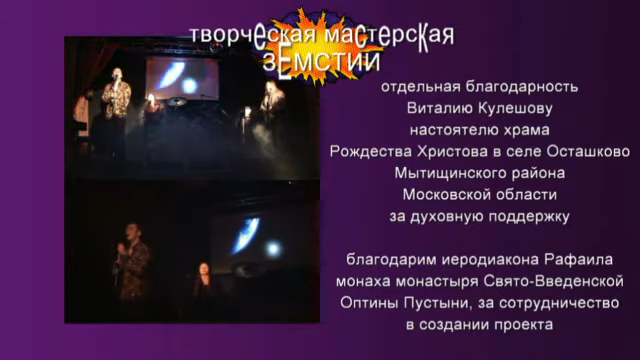 творческая мастерская
ЗЕМСТИИ
отдельная благодарность
Виталию Кулешову
настоятелю храма
Рождества Христова в селе Осташково
Мытищинского района
Московской области
за духовную поддержку
благодарим иеродиакона Рафаила
монаха монастыря Свято-Введенской
Оптины Пустыни, за сотрудничество
в создании проекта